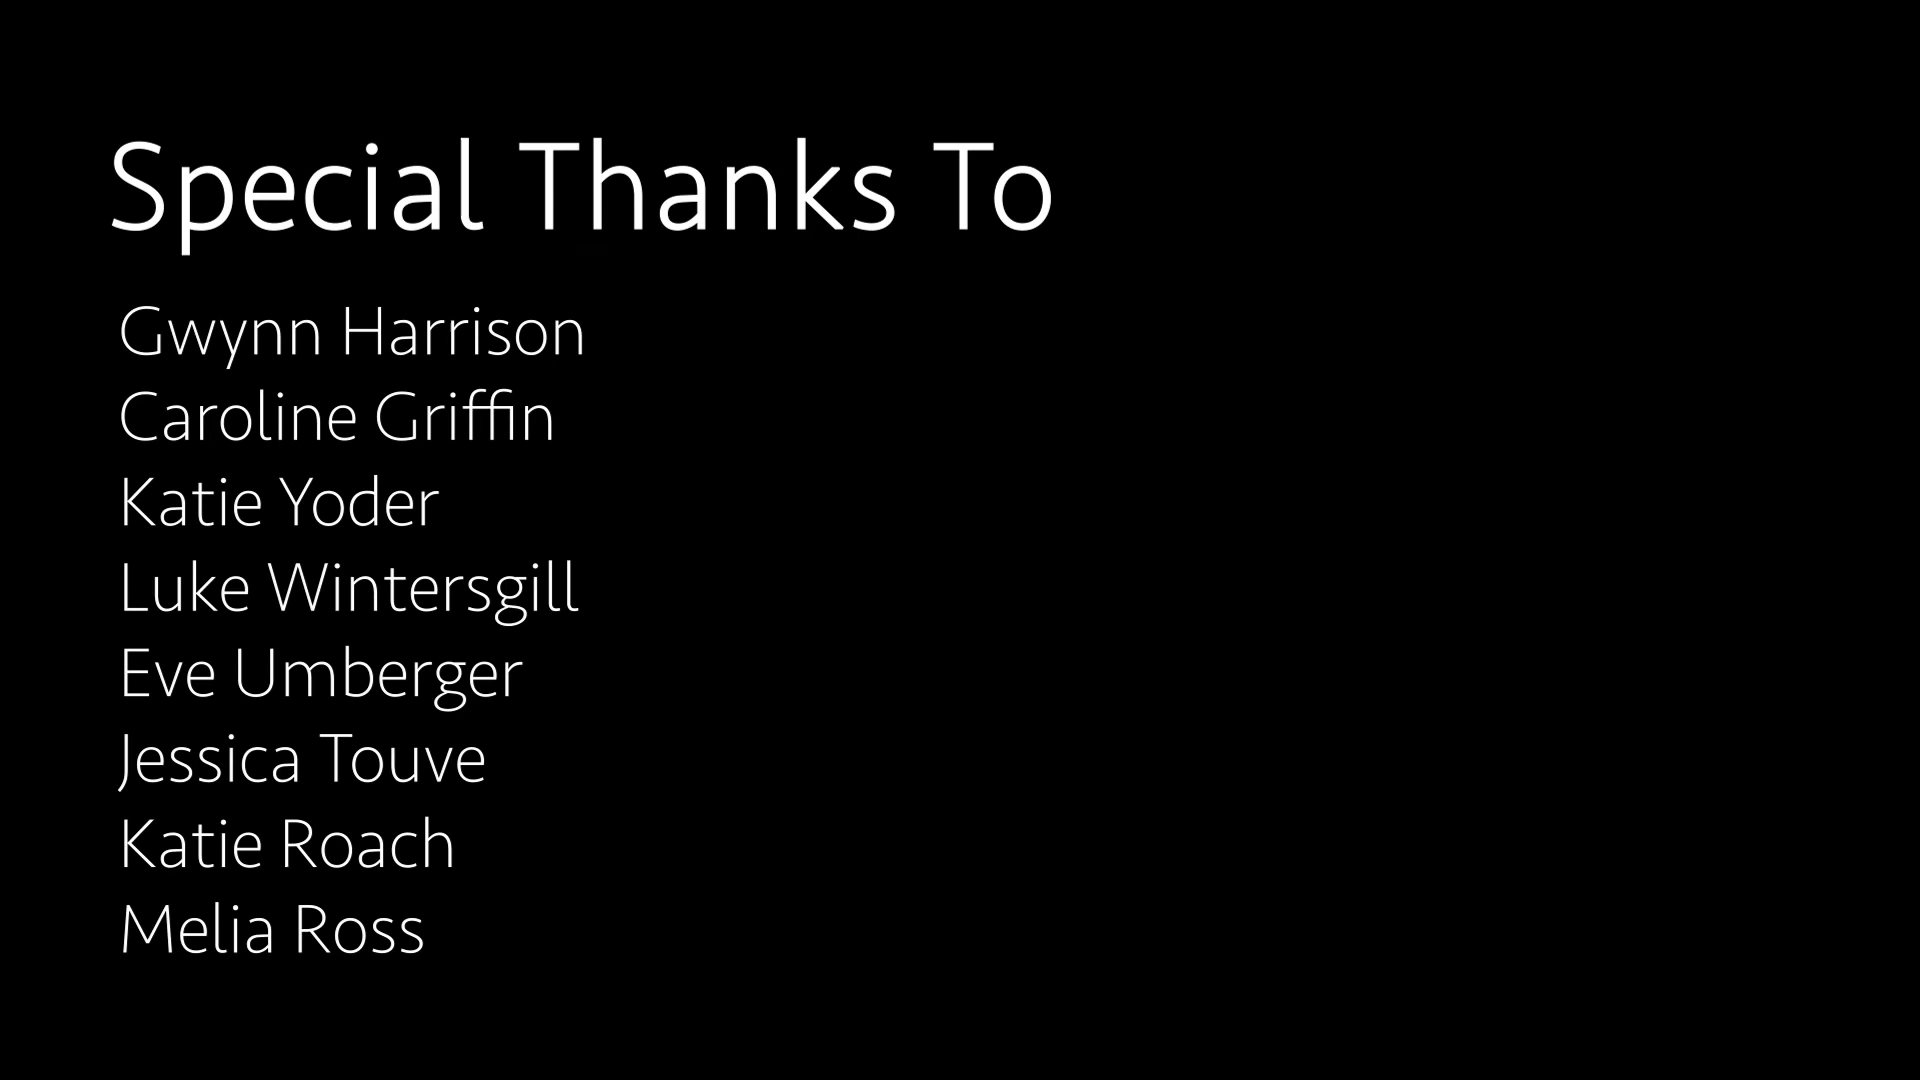 Special Thanks To
Gwynn Harrison
Caroline Griffin
Katie Yoder
Luke Wintersgill
Eve Umberger
Jessica Touve
Katie Roach
Melia Ross